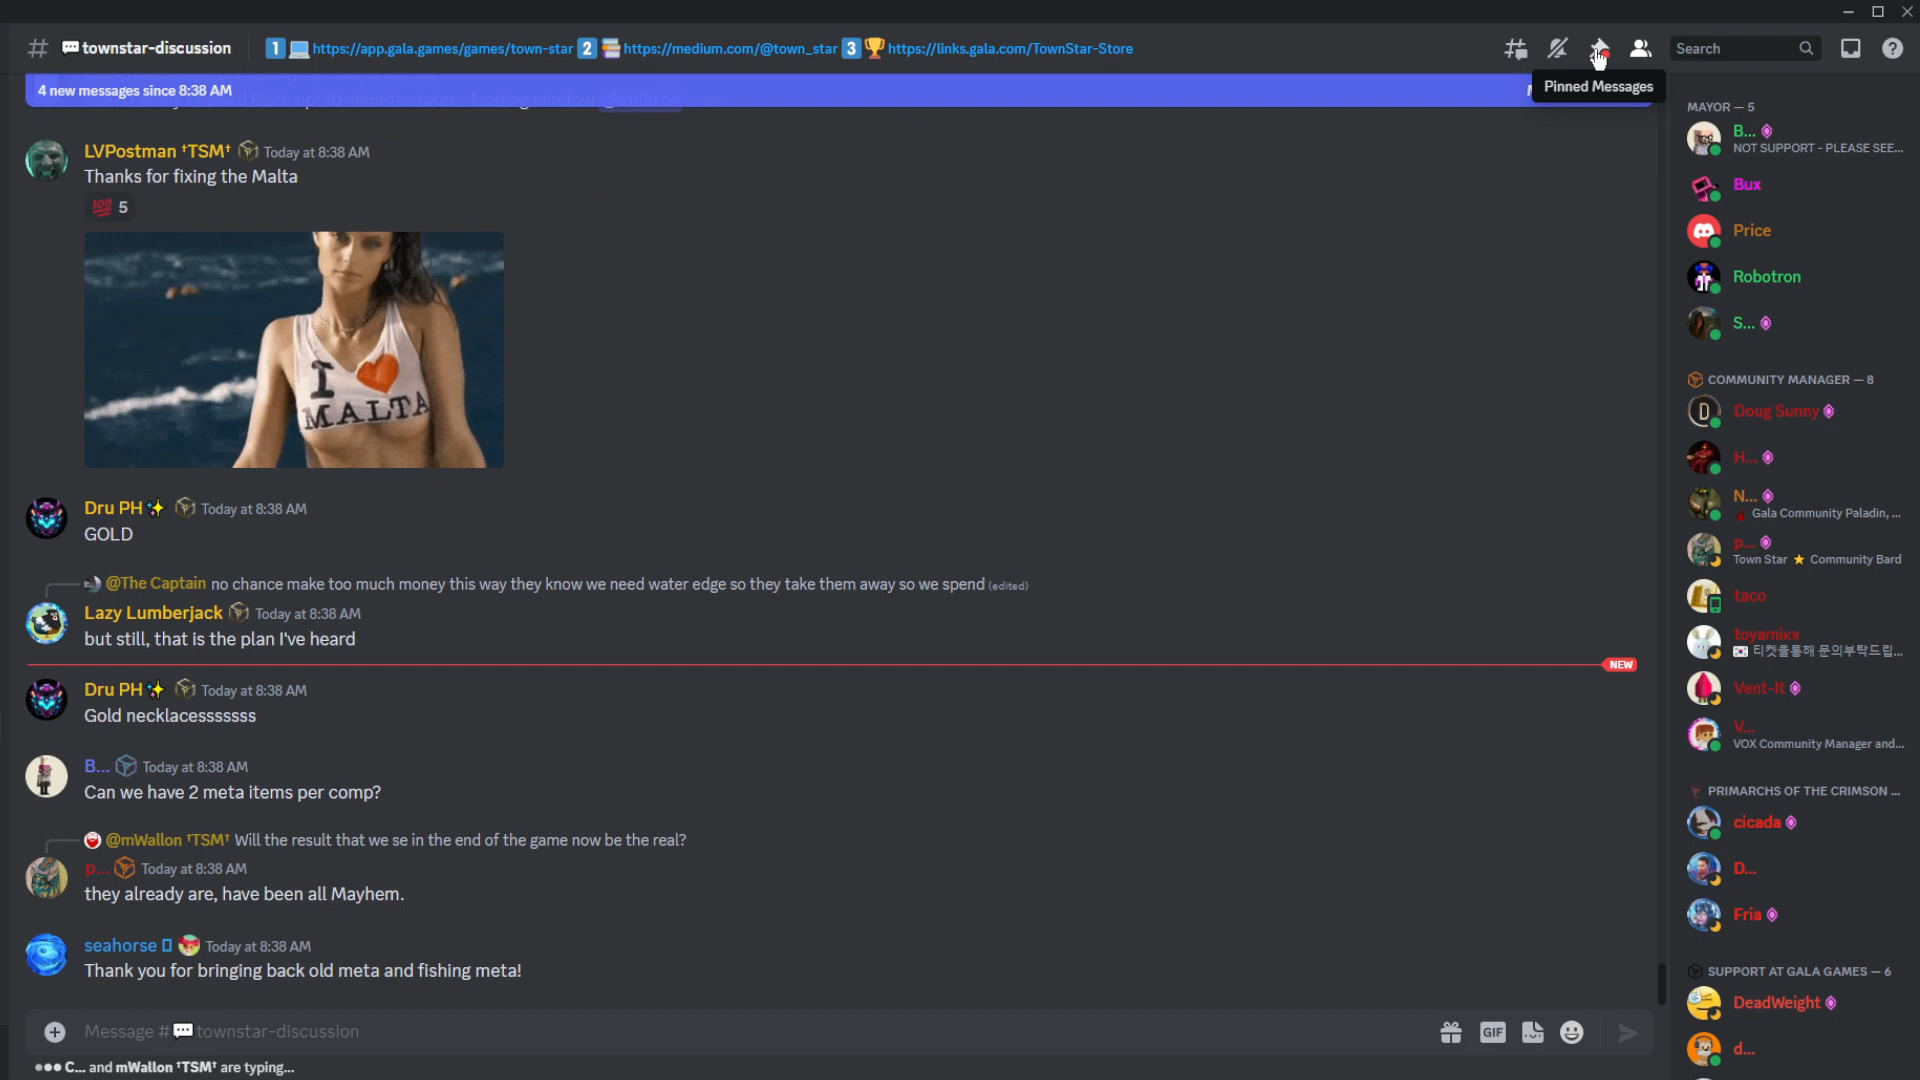 townstar-discussion 1 https://app.gala.games/games/town-star 2 https://medium.com/@town_star 3 https://links.gala.com/TownStar-Store
Search
4 new messages since 8:38 AM
Pinned Messages
LVPostman †TSM† Today at 8:38 AM
Thanks for fixing the Malta
💯 5
I ❤ MALTA
Dru PH✨ Today at 8:38 AM
GOLD
@The Captain no chance make too much money this way they know we need water edge so they take them away so we spend (edited)
Lazy Lumberjack Today at 8:38 AM
but still, that is the plan I've heard
NEW
Dru PH✨ Today at 8:38 AM
Gold necklacesssssss
B... Today at 8:38 AM
Can we have 2 meta items per comp?
@mWallon †TSM† Will the result that we se in the end of the game now be the real?
p... Today at 8:38 AM
they already are, have been all Mayhem.
seahorse Today at 8:38 AM
Thank you for bringing back old meta and fishing meta!
Message #💬 townstar-discussion
GIF
C... and mWallon †TSM† are typing...
MAYOR — 5
B...
NOT SUPPORT - PLEASE SEE...
Bux
Price
Robotron
S...
COMMUNITY MANAGER — 8
D
Doug Sunny
H...
N...
Gala Community Paladin, ...
p...
Town Star ⭐ Community Bard
taco
toyamikя
🇰🇷 티켓을통해 문의부탁드립...
Vent-It
V...
VOX Community Manager and...
PRIMARCHS OF THE CRIMSON ...
cicada
D...
Fria
SUPPORT AT GALA GAMES — 6
DeadWeight
d...